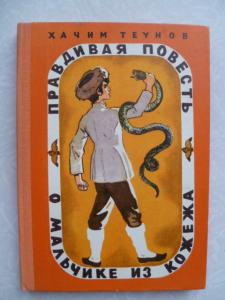 ХАЧИМ ТЕУНОВ
ПРАВДИВАЯ ПОВЕСТЬ
О МАЛЬЧИКЕ ИЗ КОЖЕЖА